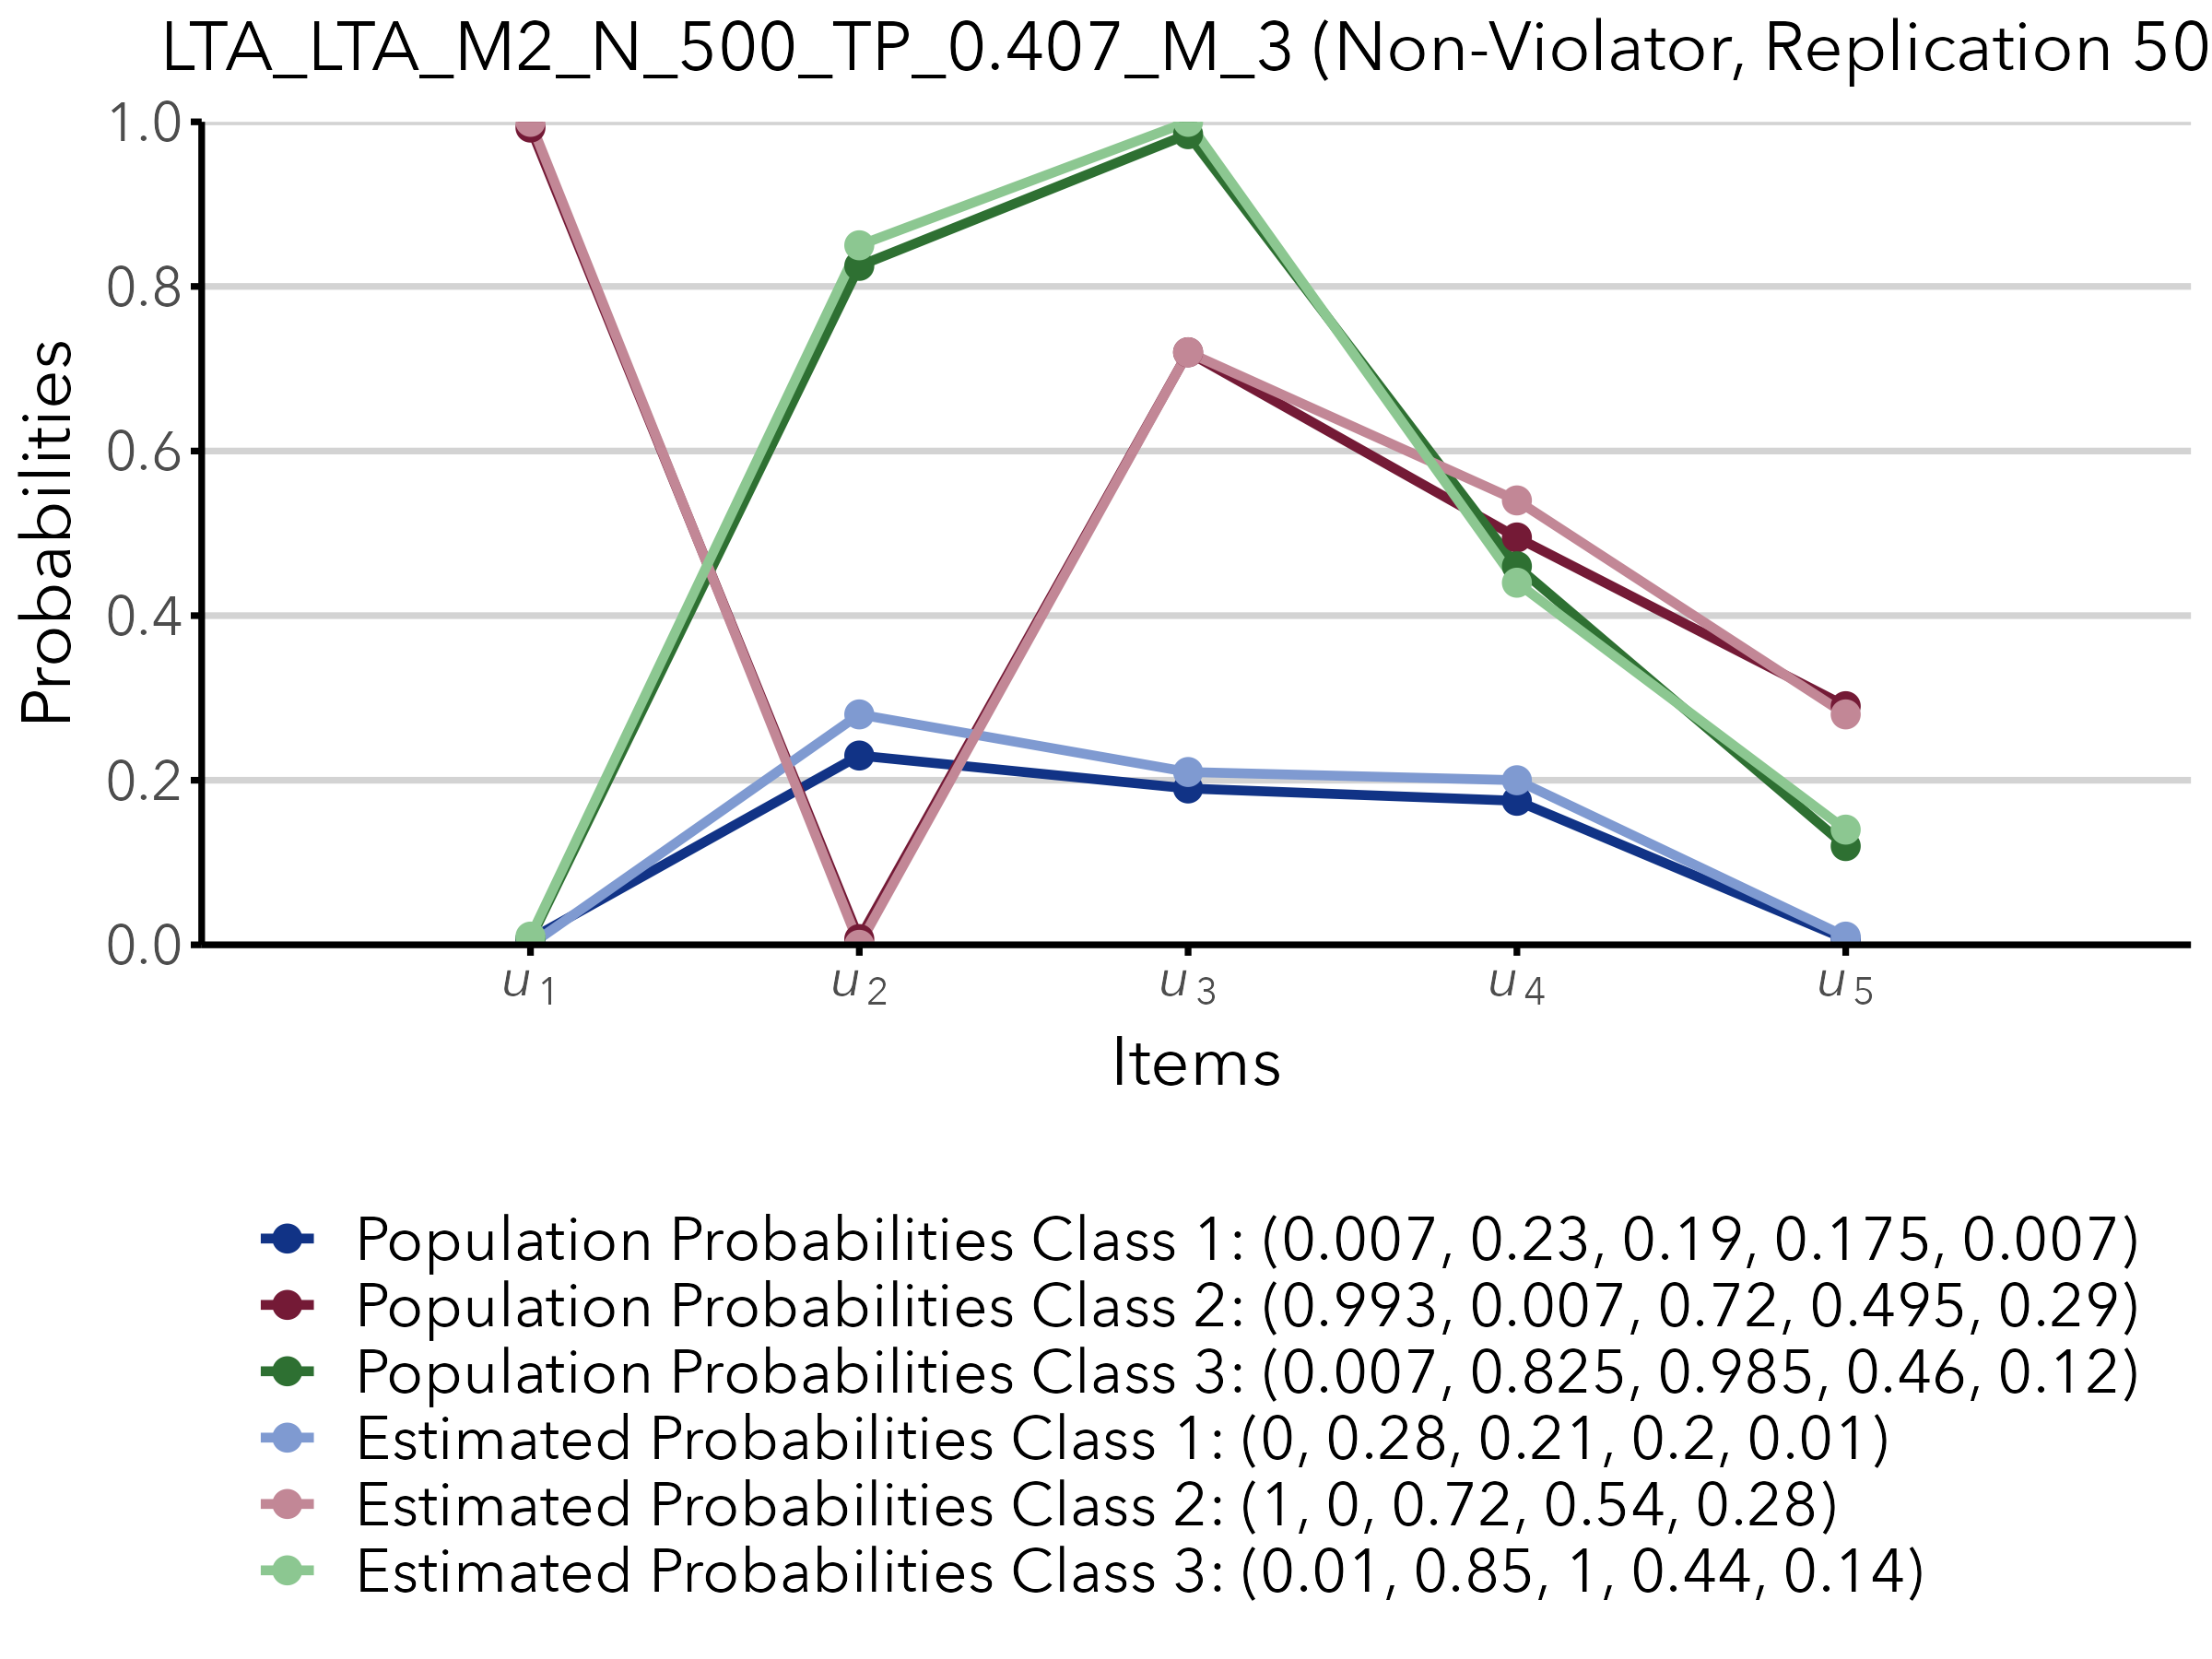 LTA_LTA_M2_N_500_TP_0.407_M_3 (Non-Violator, Replication 50
Probabilities
1.0
0.8
0.6
0.4
0.2
0.0
u1
u2
u3
u4
u5
Items
Population Probabilities Class 1: (0.007, 0.23, 0.19, 0.175, 0.007)
Population Probabilities Class 2: (0.993, 0.007, 0.72, 0.495, 0.29)
Population Probabilities Class 3: (0.007, 0.825, 0.985, 0.46, 0.12)
Estimated Probabilities Class 1: (0, 0.28, 0.21, 0.2, 0.01)
Estimated Probabilities Class 2: (1, 0, 0.72, 0.54, 0.28)
Estimated Probabilities Class 3: (0.01, 0.85, 1, 0.44, 0.14)